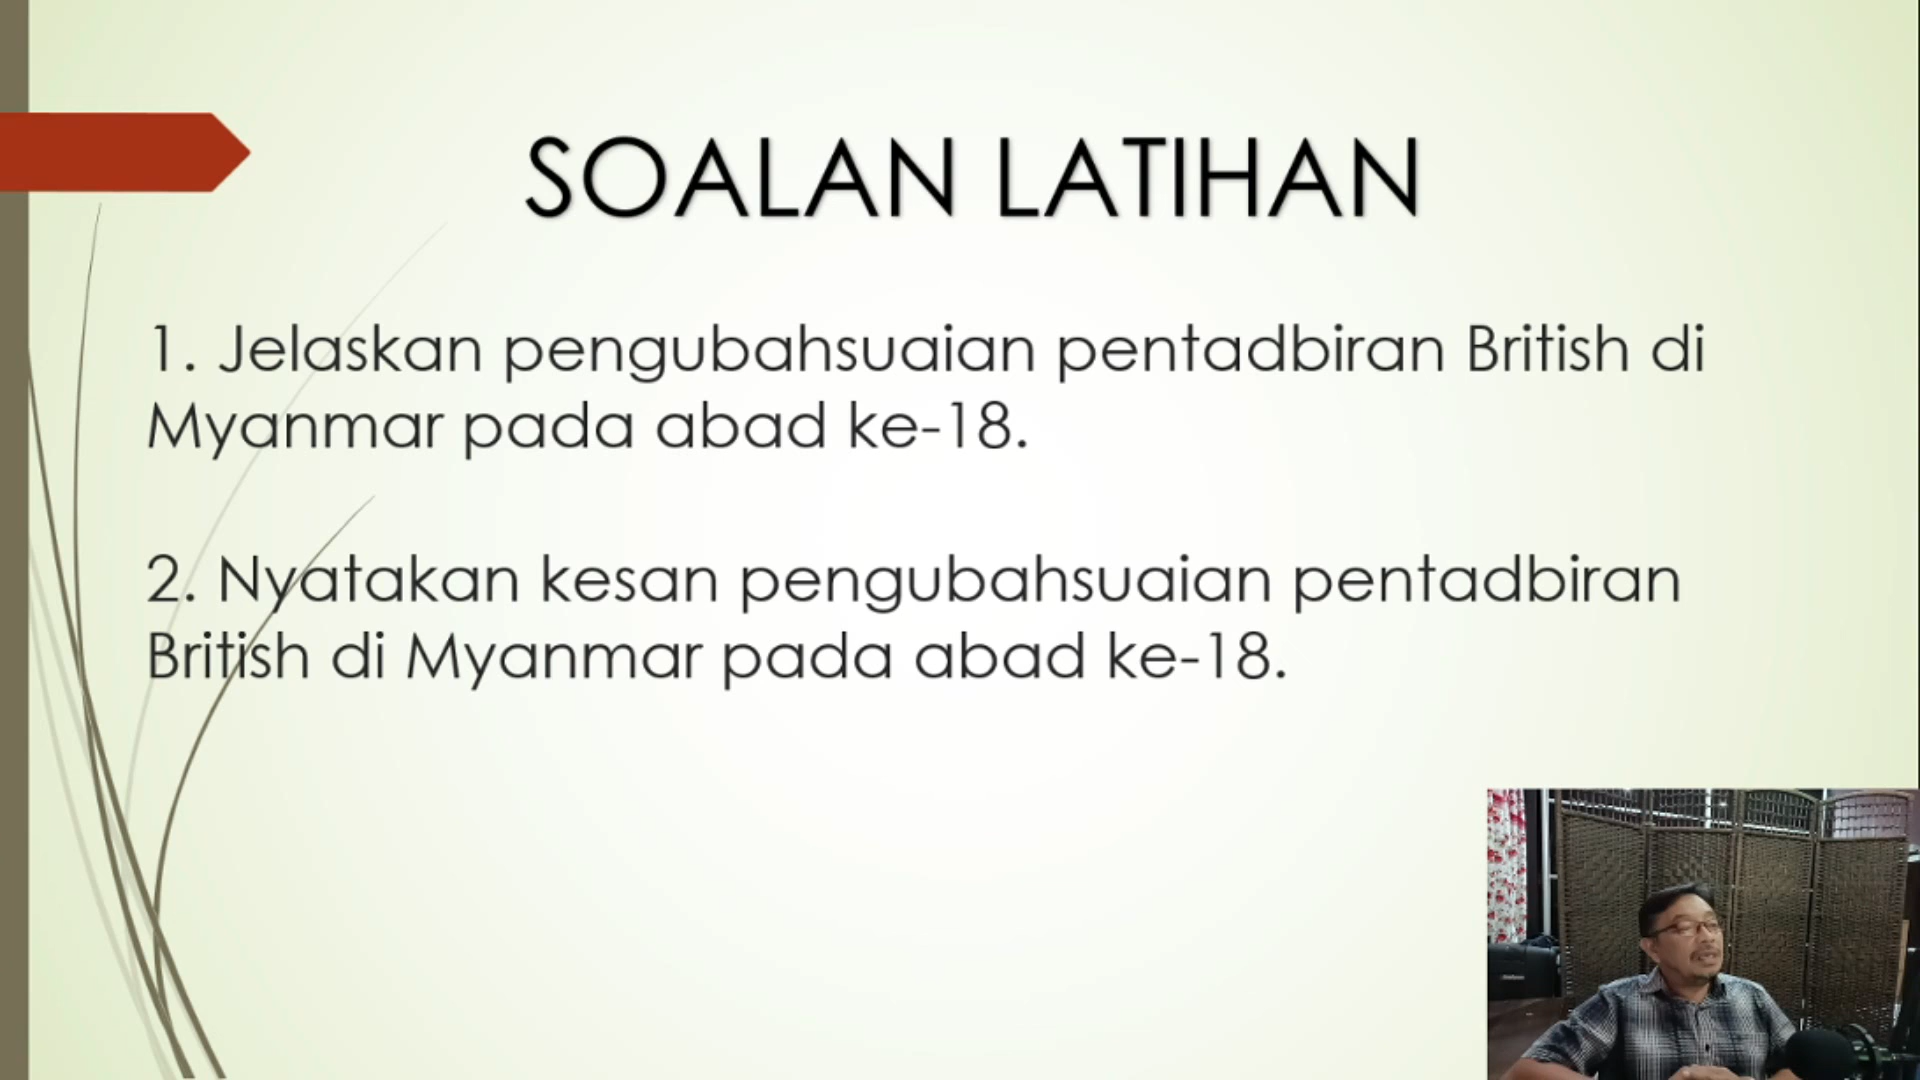 SOALAN LATIHAN
1. Jelaskan pengubahsuaian pentadbiran British di
Myanmar pada abad ke-18.
2. Nyatakan kesan pengubahsuaian pentadbiran
British di Myanmar pada abad ke-18.